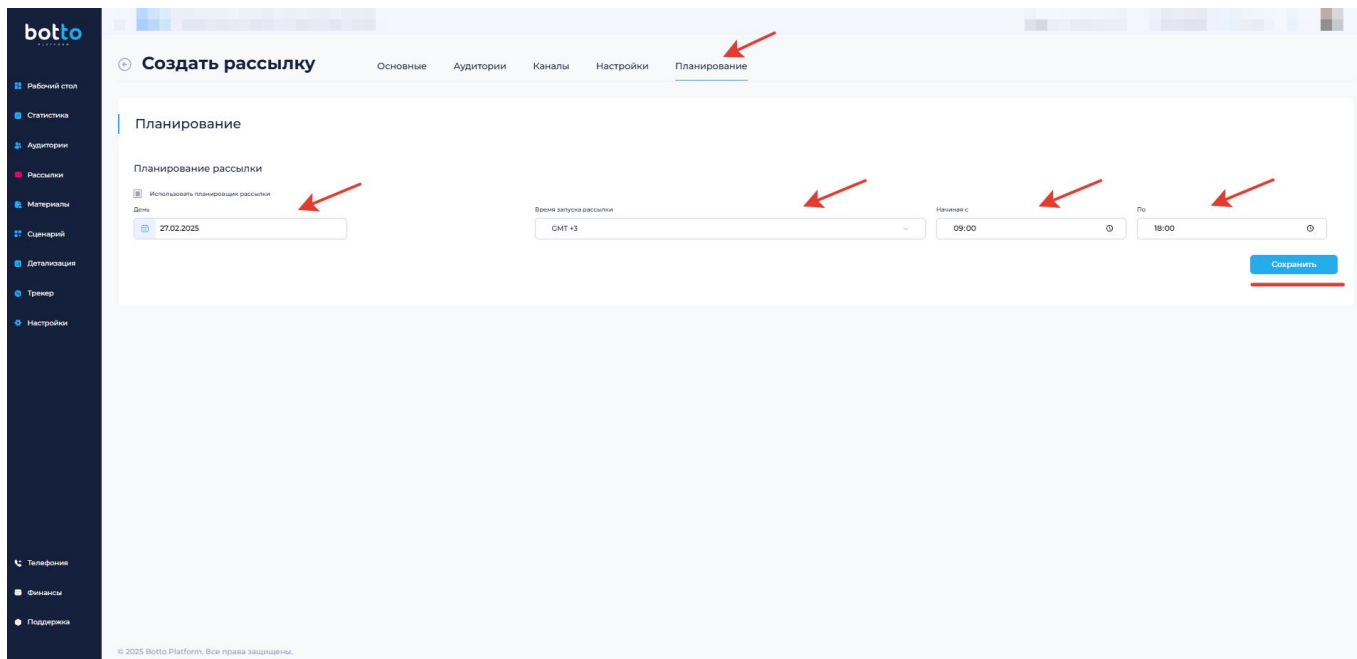 botto
PLATFORM
Создать рассылку
Основные Аудитории Каналы Настройки Планирование
Рабочий стол
Статистика
Аудитории
Рассылки
Материалы
Сценарий
Детализация
Трекер
Настройки
Телефония
Финансы
Поддержка
Планирование
Планирование рассылки
Использовать планировщик рассылки
День Время запуска рассылки Начиная с По
27.02.2025 GMT +3 09:00 18:00
Сохранить
© 2025 Botto Platform. Все права защищены.